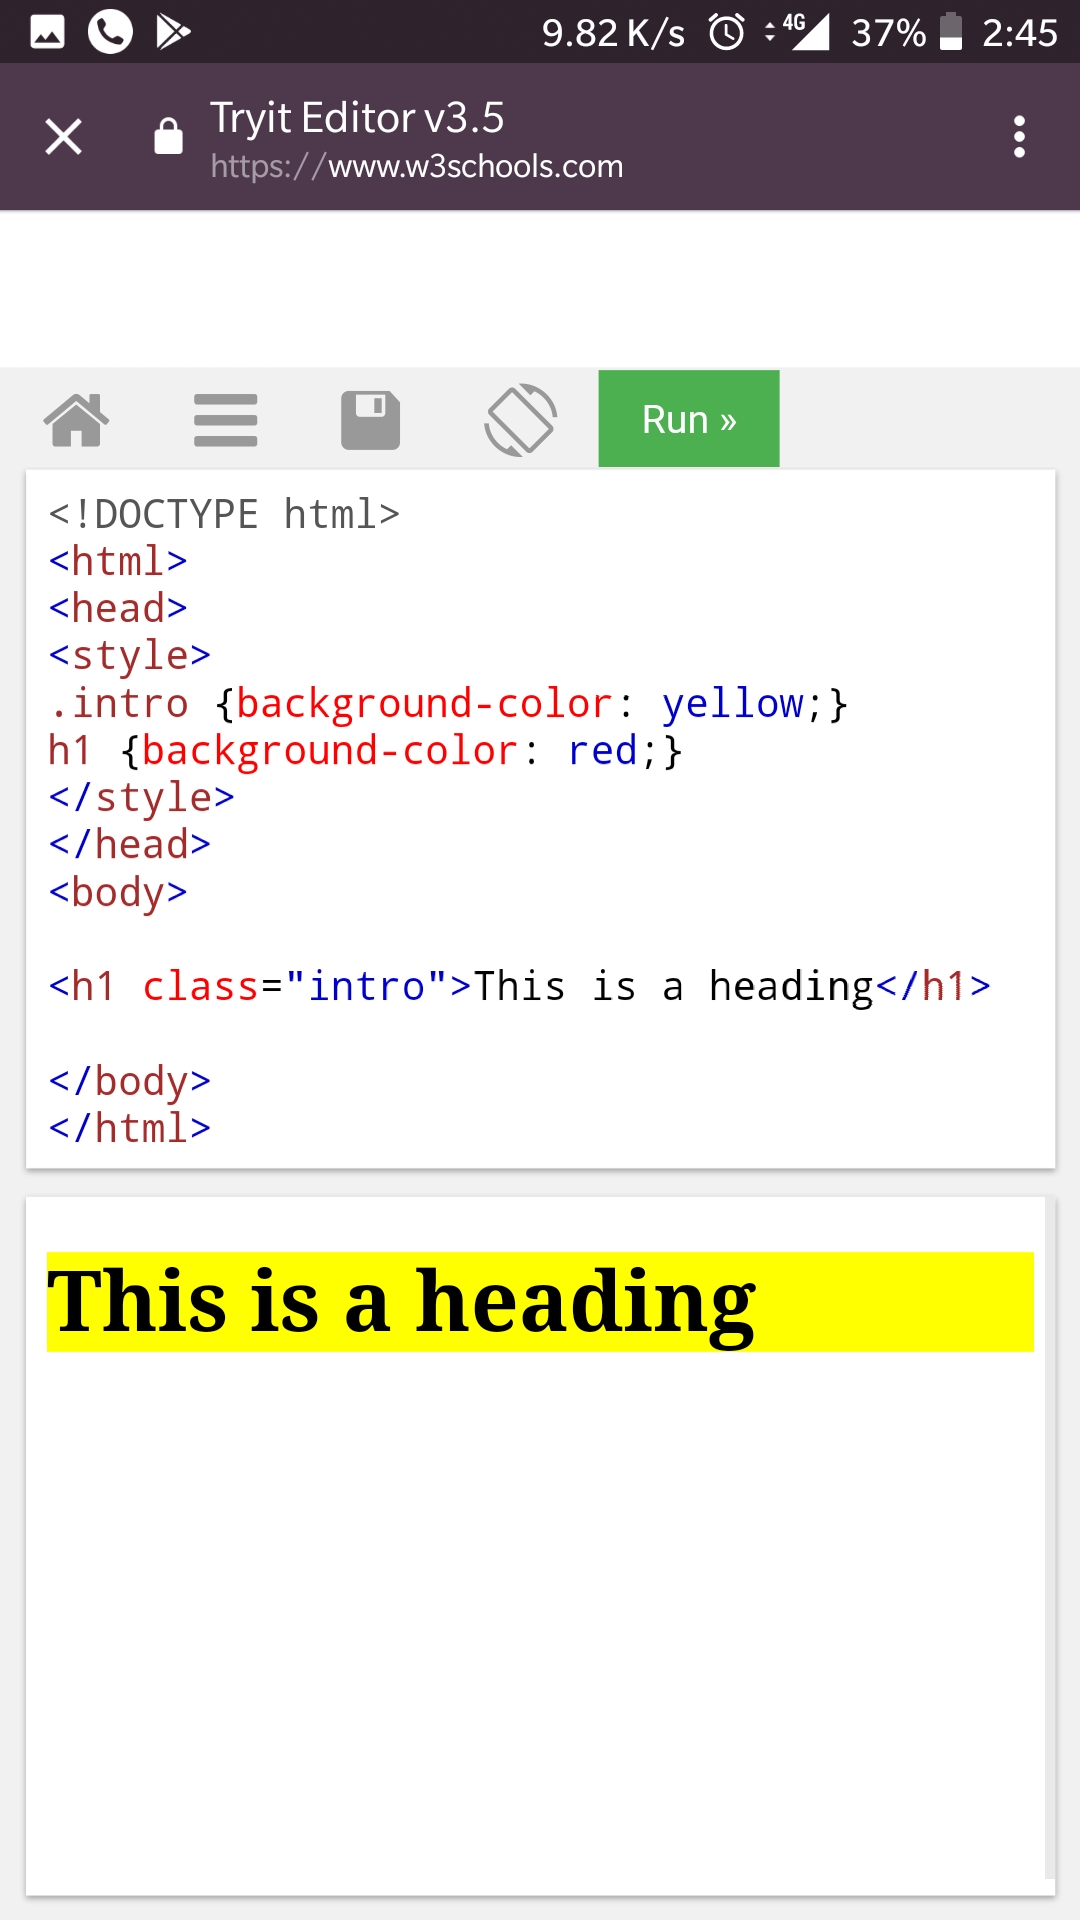 9.82 K/s 4G 37% 2:45
Tryit Editor v3.5
https://www.w3schools.com
Run »
<!DOCTYPE html>
<html>
<head>
<style>
.intro {background-color: yellow;}
h1 {background-color: red;}
</style>
</head>
<body>
<h1 class="intro">This is a heading</h1>
</body>
</html>
This is a heading